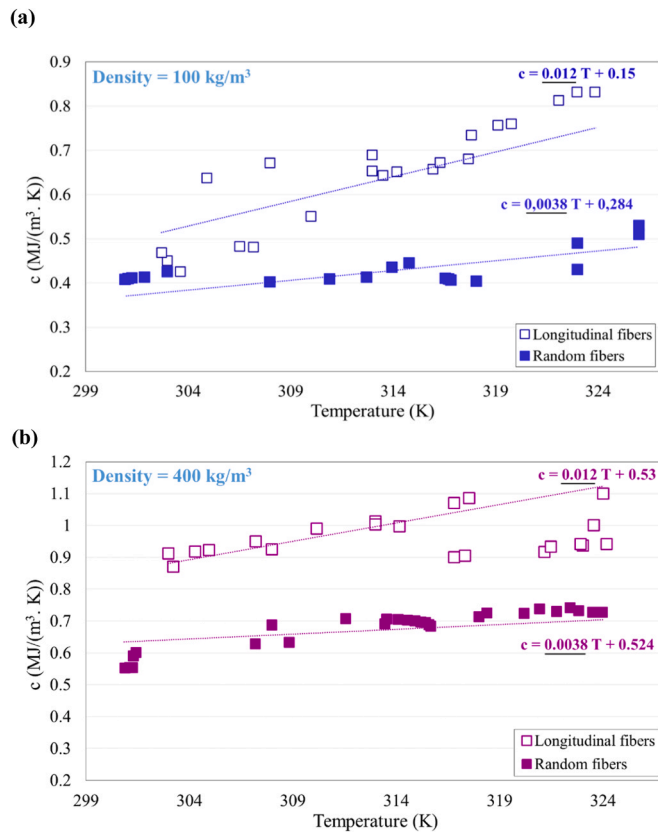 (a)
0.9
Density = 100 kg/m³
c = 0.012 T + 0.15
0.8
0.7
c = 0,0038 T + 0,284
0.6
0.5
0.4
0.3
Longitudinal fibers
Random fibers
0.2
299 304 309 314 319 324
Temperature (K)
c (MJ/(m³. K))
(b)
1.2
Density = 400 kg/m³
c = 0.012 T + 0.53
1.1
1
0.9
0.8
0.7
0.6
c = 0.0038 T + 0.524
0.5
0.4
0.3
Longitudinal fibers
Random fibers
0.2
299 304 309 314 319 324
Temperature (K)
c (MJ/(m³. K))